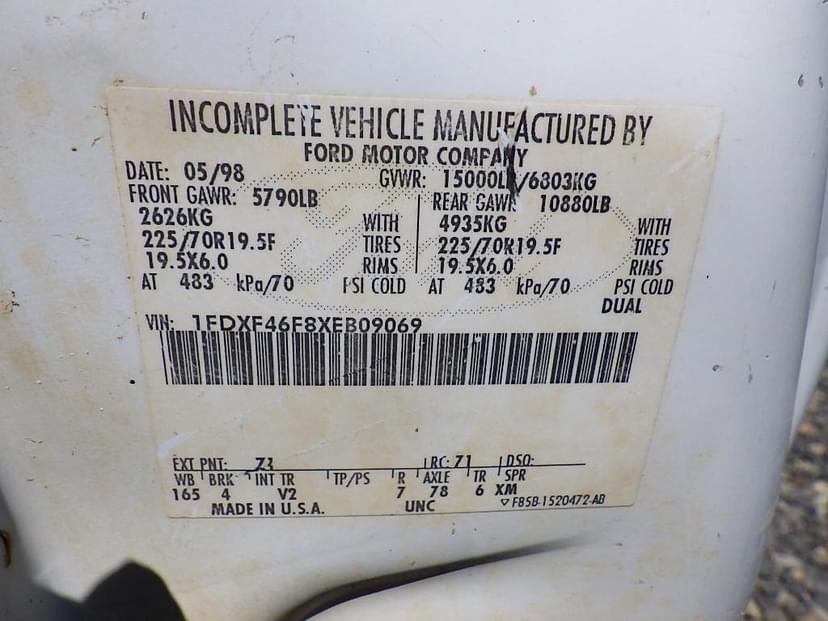 INCOMPLETE VEHICLE MANUFACTURED BY
FORD MOTOR COMPANY
DATE: 05/98 GVWR: 15000LB/6803KG
FRONT GAWR: 5790LB REAR GAWR 10880LB
2626KG WITH 4935KG WITH
225/70R19.5F TIRES 225/70R19.5F TIRES
19.5X6.0 RIMS 19.5X6.0 RIMS
AT 483 kPa/70 PSI COLD AT 483 kPa/70 PSI COLD
DUAL
VIN: 1FDXF46F8XEB09069
EXT PNT: Z3 RC: 71 DSO:
WB BRK INT TR TP/PS R AXLE TR SPR
165 4 V2 7 78 6 XM
MADE IN U.S.A. UNC F85B-1520472-AB